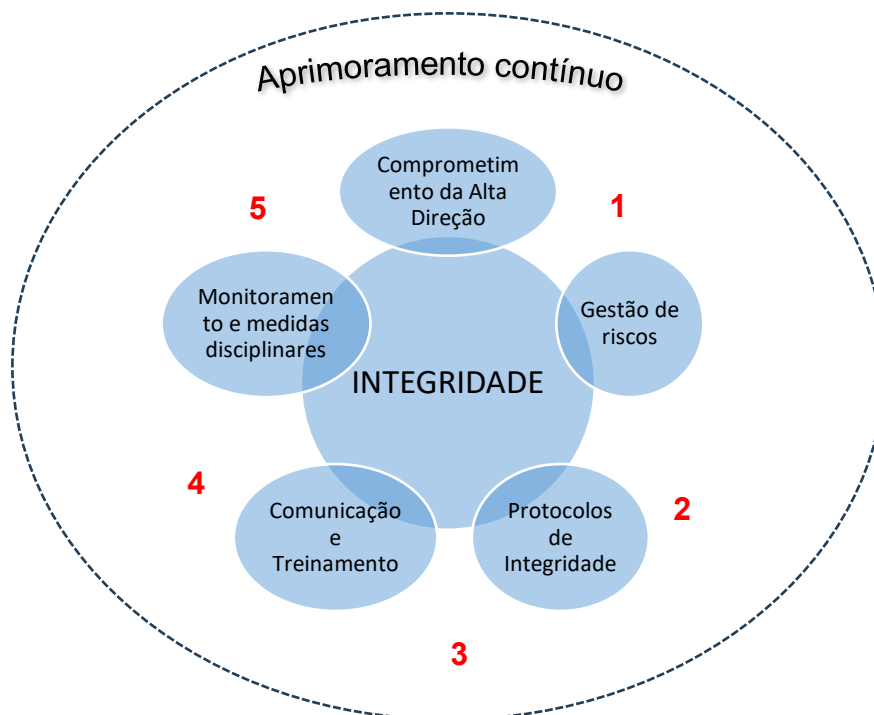 Aprimoramento contínuo
Comprometim
ento da Alta
Direção
1
Gestão de
riscos
2
Protocolos
de
Integridade
3
Comunicação
e
Treinamento
4
Monitoramen
to e medidas
disciplinares
5
INTEGRIDADE